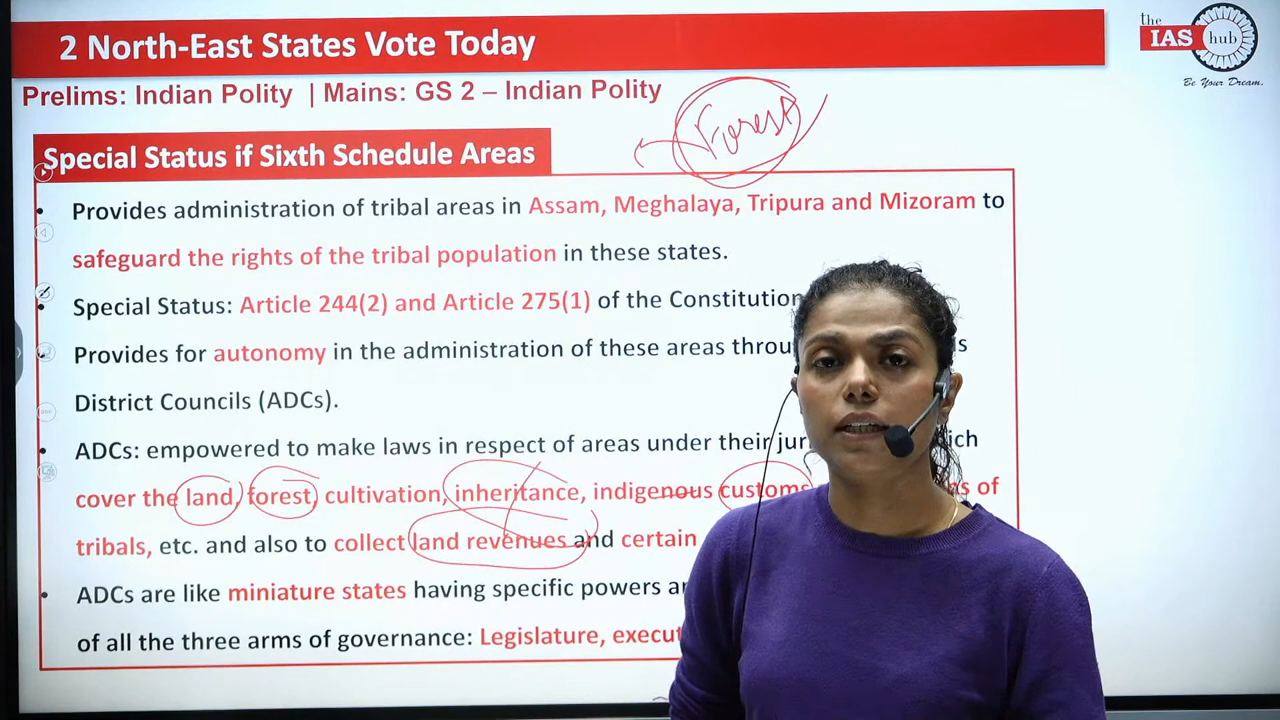 2 North-East States Vote Today
the
IAS hub
Be Your Dream.
Prelims: Indian Polity | Mains: GS 2 – Indian Polity
Forest
Special Status if Sixth Schedule Areas
• Provides administration of tribal areas in Assam, Meghalaya, Tripura and Mizoram to
safeguard the rights of the tribal population in these states.
• Special Status: Article 244(2) and Article 275(1) of the Constitution
Provides for autonomy in the administration of these areas
District Councils (ADCs).
• ADCs: empowered to make laws in respect of areas under their
cover the land, forest, cultivation, inheritance, indigenous customs of
tribals, etc. and also to collect land revenues and certain
• ADCs are like miniature states having specific powers
of all the three arms of governance: Legislature,